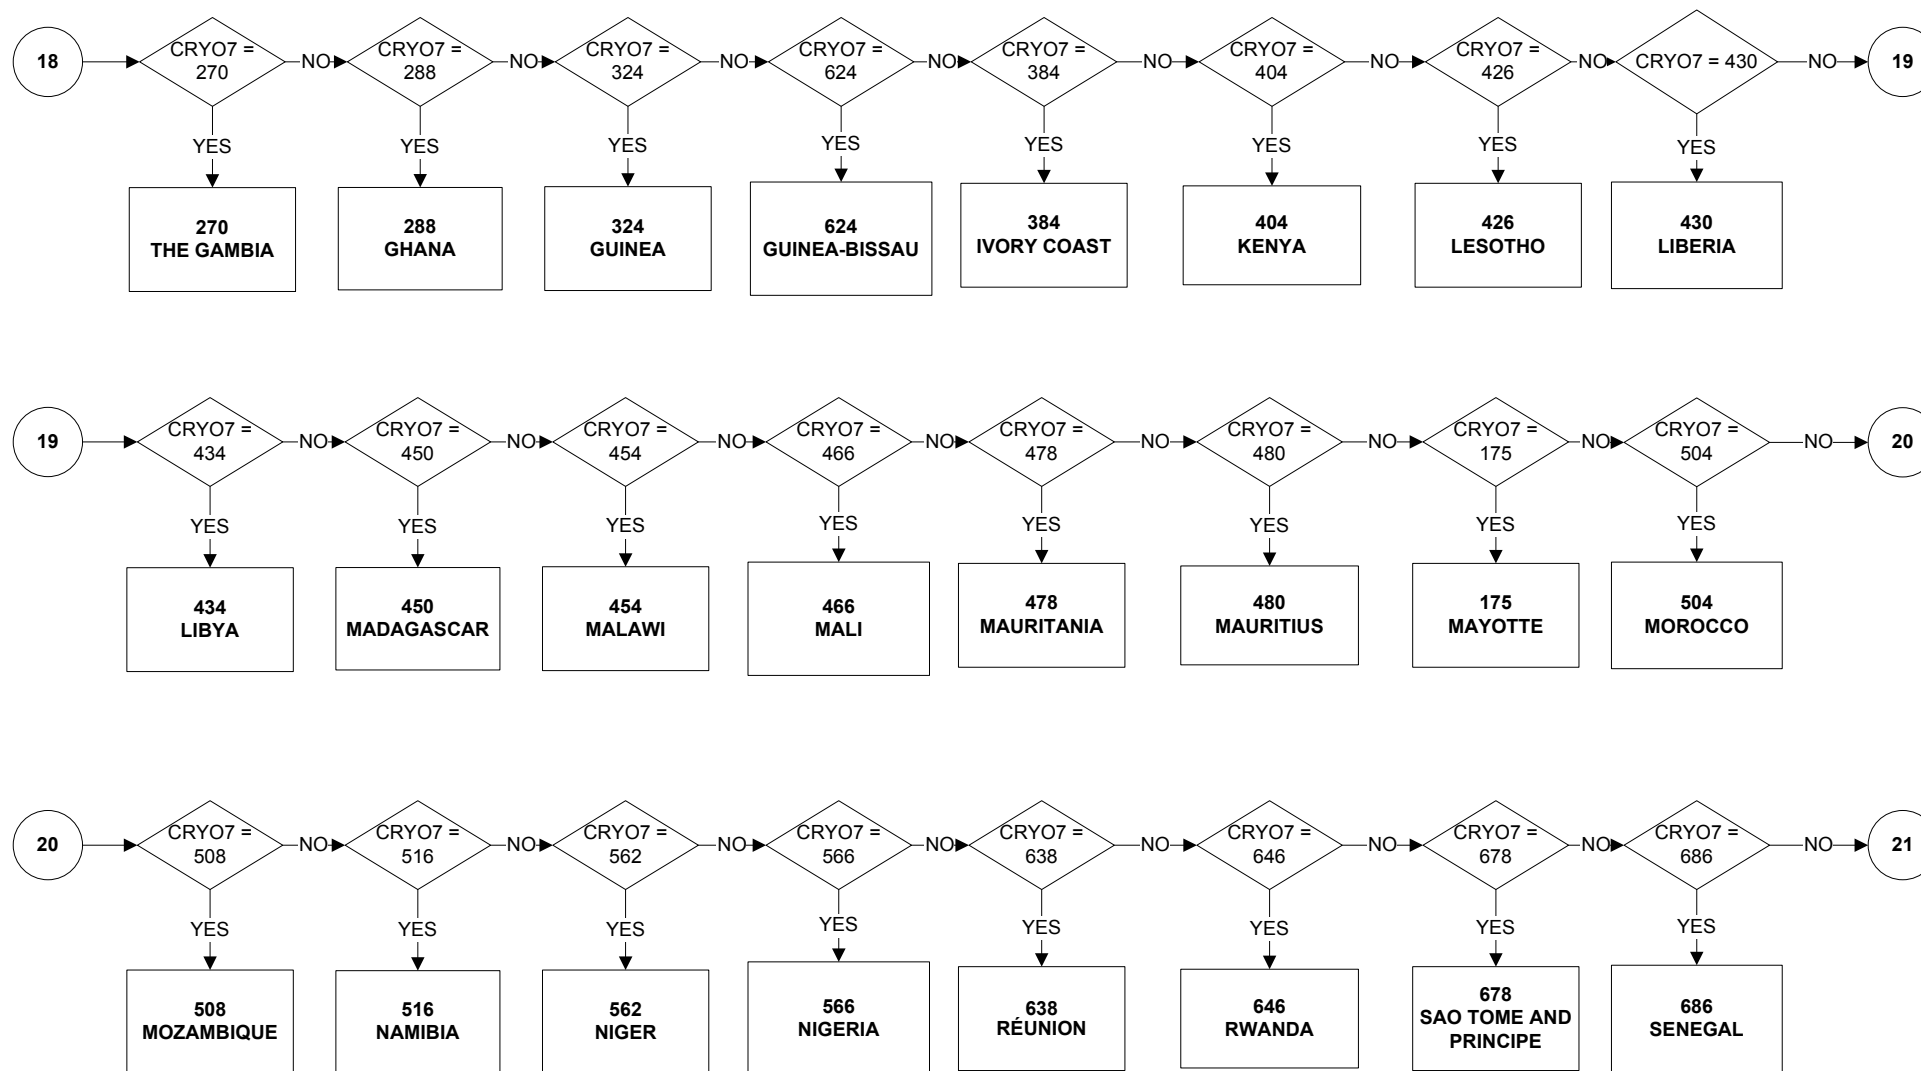 18
CRYO7 =
270
NO
CRYO7 =
288
NO
CRYO7 =
324
NO
CRYO7 =
624
NO
CRYO7 =
384
NO
CRYO7 =
404
NO
CRYO7 =
426
NO
CRYO7 = 430
NO
19
YES
YES
YES
YES
YES
YES
YES
YES
270
THE GAMBIA
288
GHANA
324
GUINEA
624
GUINEA-BISSAU
384
IVORY COAST
404
KENYA
426
LESOTHO
430
LIBERIA
19
CRYO7 =
434
NO
CRYO7 =
450
NO
CRYO7 =
454
NO
CRYO7 =
466
NO
CRYO7 =
478
NO
CRYO7 =
480
NO
CRYO7 =
175
NO
CRYO7 =
504
NO
20
YES
YES
YES
YES
YES
YES
YES
YES
434
LIBYA
450
MADAGASCAR
454
MALAWI
466
MALI
478
MAURITANIA
480
MAURITIUS
175
MAYOTTE
504
MOROCCO
20
CRYO7 =
508
NO
CRYO7 =
516
NO
CRYO7 =
562
NO
CRYO7 =
566
NO
CRYO7 =
638
NO
CRYO7 =
646
NO
CRYO7 =
678
NO
CRYO7 =
686
NO
21
YES
YES
YES
YES
YES
YES
YES
YES
508
MOZAMBIQUE
516
NAMIBIA
562
NIGER
566
NIGERIA
638
RÉUNION
646
RWANDA
678
SAO TOME AND
PRINCIPE
686
SENEGAL